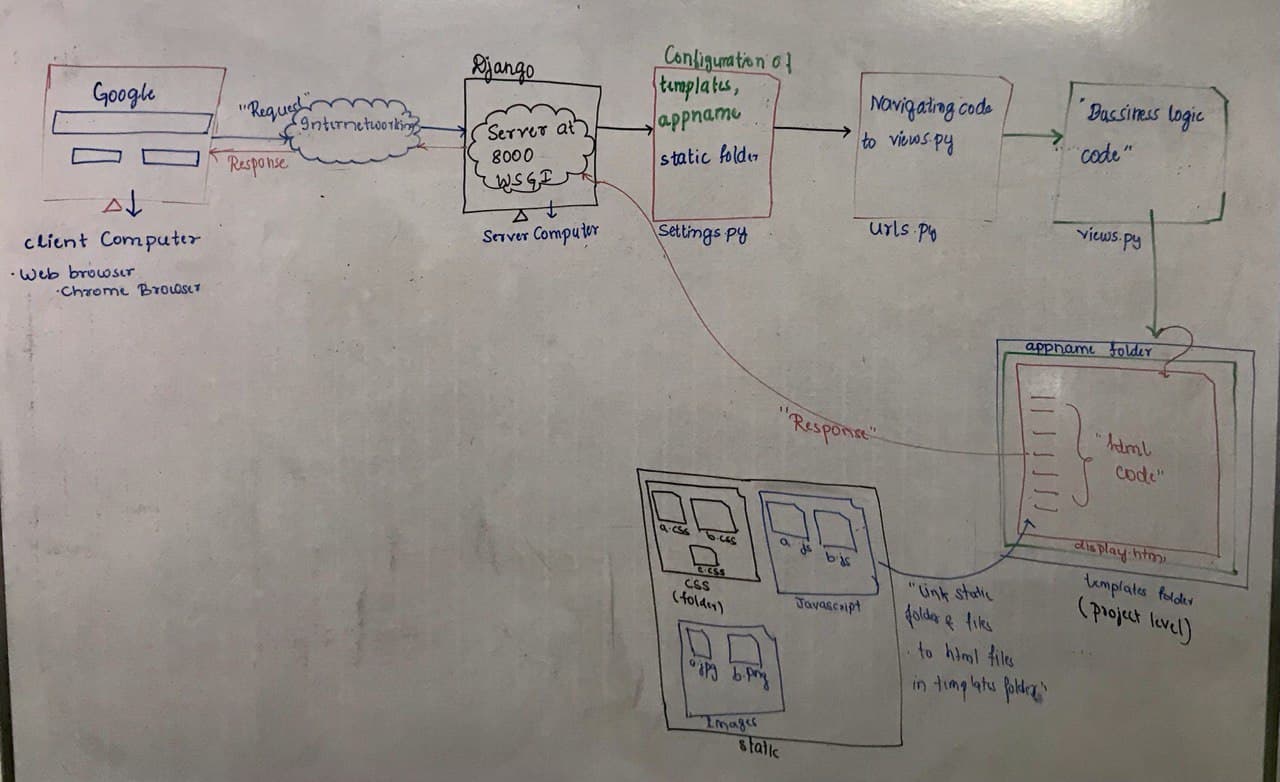 Google
client Computer
· Web browser
· Chrome Browser
"Request"
Internetworking
Response
Django
Server at
8000
WSGI
Server Computer
Configuration of
templates,
appname
static folder
Settings.py
Navigating code
to views.py
urls.py
"Bassiness logic
code"
views.py
appname folder
"html
code"
display.html
templates folder
(project level)
"Response"
a.css
b.css
c.css
CSS
(folder)
a js
b.js
Javascript
a.jpg
b.png
Images
static
"Link static
folder & files
to html files
in templates folder"